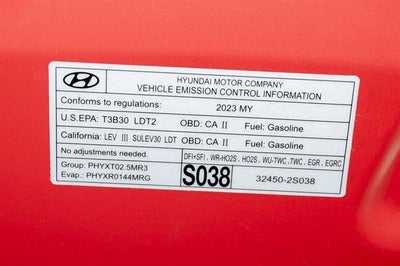 HYUNDAI MOTOR COMPANY
VEHICLE EMISSION CONTROL INFORMATION
Conforms to regulations: 2023 MY
U.S.EPA: T3B30 LDT2 OBD: CA II Fuel: Gasoline
California: LEV III SULEV30 LDT OBD: CA II Fuel: Gasoline
No adjustments needed. DFI+SFI, WR-HO2S, HO2S, WU-TWC, TWC, EGR, EGRC
Group: PHYXT02.5MR3
Evap.: PHYXR0144MRG
S038
32450-2S038